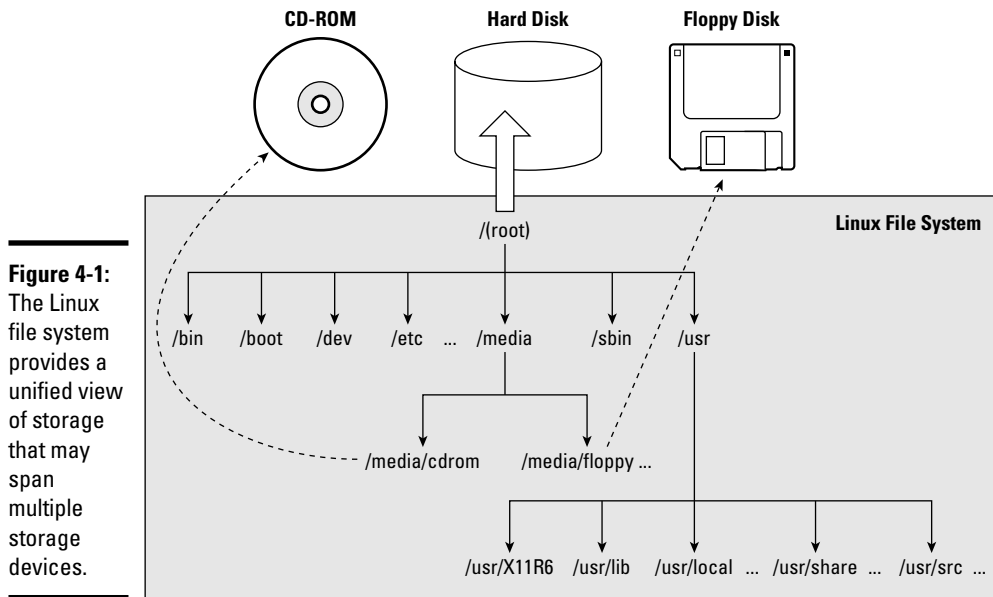 CD-ROM Hard Disk Floppy Disk
Linux File System
/(root)
/bin /boot /dev /etc ... /media /sbin /usr
/media/cdrom /media/floppy ...
/usr/X11R6 /usr/lib /usr/local ... /usr/share ... /usr/src ...
Figure 4-1:
The Linux
file system
provides a
unified view
of storage
that may
span
multiple
storage
devices.